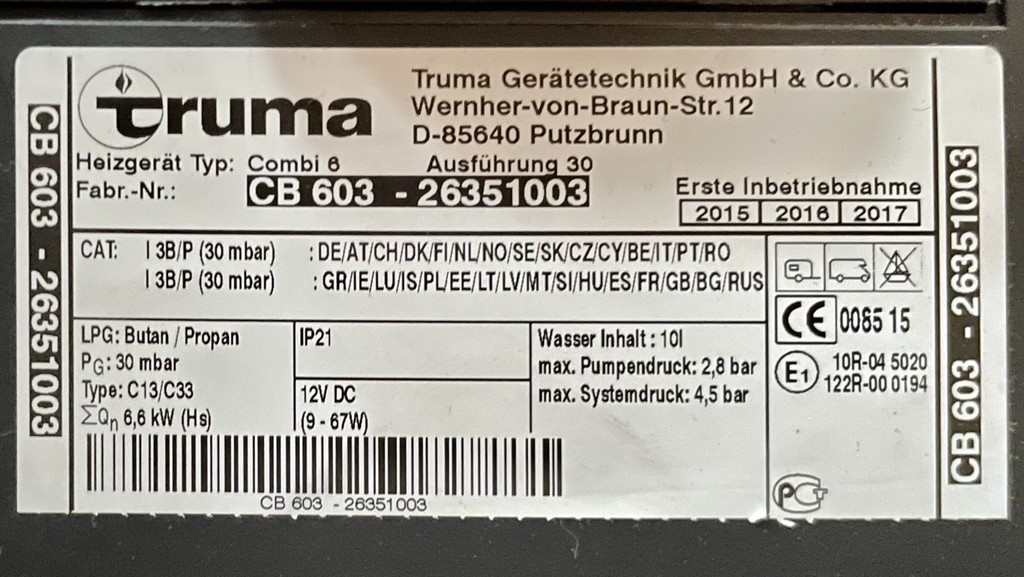 truma
Truma Gerätetechnik GmbH & Co. KG
Wernher-von-Braun-Str.12
D-85640 Putzbrunn
Heizgerät Typ: Combi 6 Ausführung 30
Fabr.-Nr.: CB 603 - 26351003
Erste Inbetriebnahme
2015 2016 2017
CAT: I 3B/P (30 mbar) : DE/AT/CH/DK/FI/NL/NO/SE/SK/CZ/CY/BE/IT/PT/RO
I 3B/P (30 mbar) : GR/IE/LU/IS/PL/EE/LT/LV/MT/SI/HU/ES/FR/GB/BG/RUS
LPG: Butan / Propan
PG: 30 mbar
Type: C13/C33
ΣQn 6,6 kW (Hs)
IP21
12V DC
(9 - 67W)
Wasser Inhalt : 10l
max. Pumpendruck: 2,8 bar
max. Systemdruck: 4,5 bar
CE 0085 15
E1 10R-04 5020
122R-00 0194
PCT
CB 603 - 26351003
CB 603 - 26351003
CB 603 - 26351003